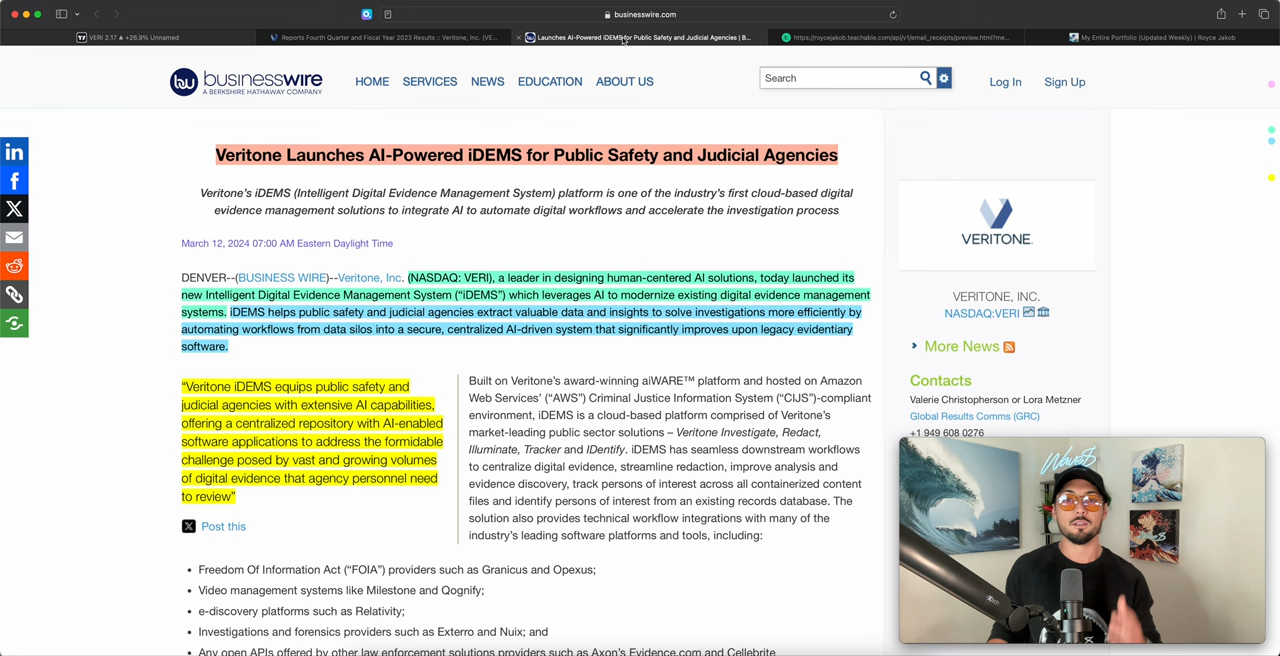 businesswire.com
VERI 2.17 ▲ +26.9% Unnamed
Reports Fourth Quarter and Fiscal Year 2023 Results :: Veritone, Inc. (VE...
Launches AI-Powered iDEMS for Public Safety and Judicial Agencies | B...
https://roycejakob.teachable.com/api/v1/email_receipts/preview.html?me...
My Entire Portfolio (Updated Weekly) | Royce Jakob
businesswire
A BERKSHIRE HATHAWAY COMPANY
HOME SERVICES NEWS EDUCATION ABOUT US
Search
Log In Sign Up
Veritone Launches AI-Powered iDEMS for Public Safety and Judicial Agencies
Veritone's iDEMS (Intelligent Digital Evidence Management System) platform is one of the industry's first cloud-based digital
evidence management solutions to integrate AI to automate digital workflows and accelerate the investigation process
March 12, 2024 07:00 AM Eastern Daylight Time
DENVER--(BUSINESS WIRE)--Veritone, Inc. (NASDAQ: VERI), a leader in designing human-centered AI solutions, today launched its
new Intelligent Digital Evidence Management System ("iDEMS") which leverages AI to modernize existing digital evidence management
systems. iDEMS helps public safety and judicial agencies extract valuable data and insights to solve investigations more efficiently by
automating workflows from data silos into a secure, centralized AI-driven system that significantly improves upon legacy evidentiary
software.
"Veritone iDEMS equips public safety and
judicial agencies with extensive AI capabilities,
offering a centralized repository with AI-enabled
software applications to address the formidable
challenge posed by vast and growing volumes
of digital evidence that agency personnel need
to review"
Post this
Built on Veritone's award-winning aiWARE™ platform and hosted on Amazon
Web Services' ("AWS") Criminal Justice Information System ("CIJS")-compliant
environment, iDEMS is a cloud-based platform comprised of Veritone's
market-leading public sector solutions – Veritone Investigate, Redact,
Illuminate, Tracker and IDentify. iDEMS has seamless downstream workflows
to centralize digital evidence, streamline redaction, improve analysis and
evidence discovery, track persons of interest across all containerized content
files and identify persons of interest from an existing records database. The
solution also provides technical workflow integrations with many of the
industry's leading software platforms and tools, including:
• Freedom Of Information Act ("FOIA") providers such as Granicus and Opexus;
• Video management systems like Milestone and Qognify;
• e-discovery platforms such as Relativity;
• Investigations and forensics providers such as Exterro and Nuix; and
• Any open APIs offered by other law enforcement solutions providers such as Axon's Evidence.com and Cellebrite
VERITONE.
VERITONE, INC.
NASDAQ:VERI
More News
Contacts
Valerie Christopherson or Lora Metzner
Global Results Comms (GRC)
+1 949 608 0276